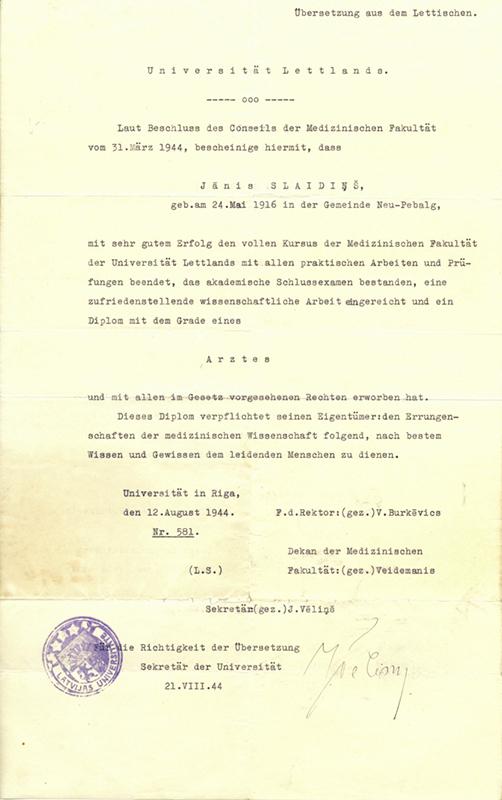 Übersetzung aus dem Lettischen.
Universität Lettlands.
----- ooo -----
Laut Beschluss des Conseils der Medizinischen Fakultät
vom 31.März 1944, bescheinige hiermit, dass
Jānis SLAIDIŅŠ,
geb.am 24.Mai 1916 in der Gemeinde Neu-Pebalg,
mit sehr gutem Erfolg den vollen Kursus der Medizinischen Fakultät
der Universität Lettlands mit allen praktischen Arbeiten und Prü-
fungen beendet, das akademische Schlussexamen bestanden, eine
zufriedenstellende wissenschaftliche Arbeit eingereicht und ein
Diplom mit dem Grade eines
Arztes
und mit allen im Gesetz vorgesehenen Rechten erworben hat.
Dieses Diplom verpflichtet seinen Eigentümer:den Errungen-
schaften der medizinischen Wissenschaft folgend, nach bestem
Wissen und Gewissen dem leidenden Menschen zu dienen.
Universität in Riga,
den 12.August 1944. F.d.Rektor:(gez.)V.Burkēvics
Nr. 581.
Dekan der Medizinischen
(L.S.) Fakultät:(gez.)Veidemanis
Sekretär(gez.)J.Vēliņš
Für die Richtigkeit der Übersetzung
Sekretär der Universität
21.VIII.44
LATVIJAS UNIVERSITĀTE